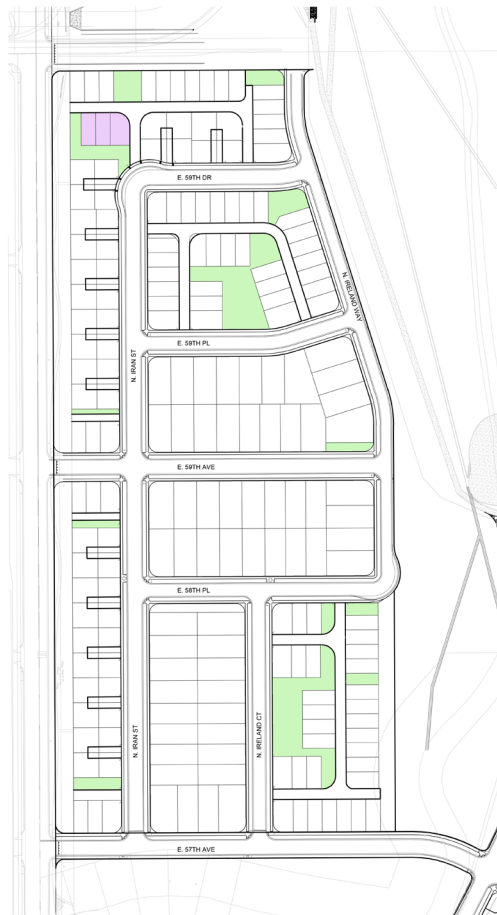 E. 59TH DR
N. IRELAND WAY
N. IRAN ST
E. 59TH PL
E. 59TH AVE
E. 58TH PL
N. IRAN ST
N. IRELAND CT
E. 57TH AVE